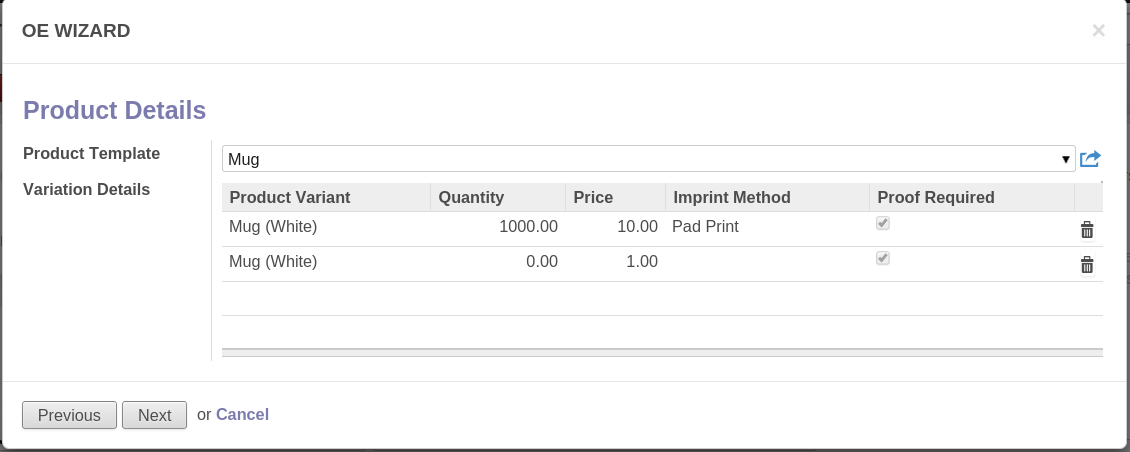 OE WIZARD
×
Product Details
Product Template
Mug
Variation Details
Product Variant Quantity Price Imprint Method Proof Required
Mug (White) 1000.00 10.00 Pad Print
Mug (White) 0.00 1.00
Previous Next or Cancel